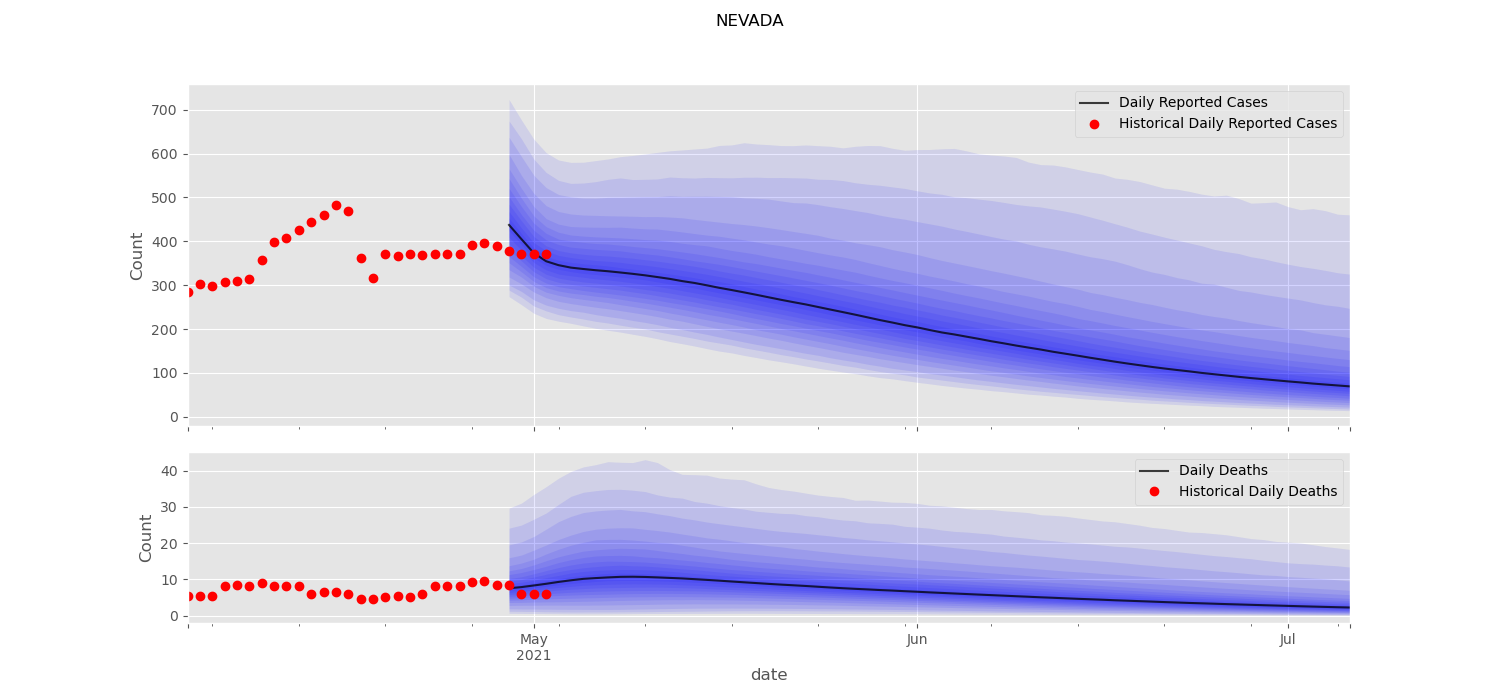 NEVADA
Daily Reported Cases
Historical Daily Reported Cases
Count
700
600
500
400
300
200
100
0
Daily Deaths
Historical Daily Deaths
Count
40
30
20
10
0
May
2021
Jun
Jul
date